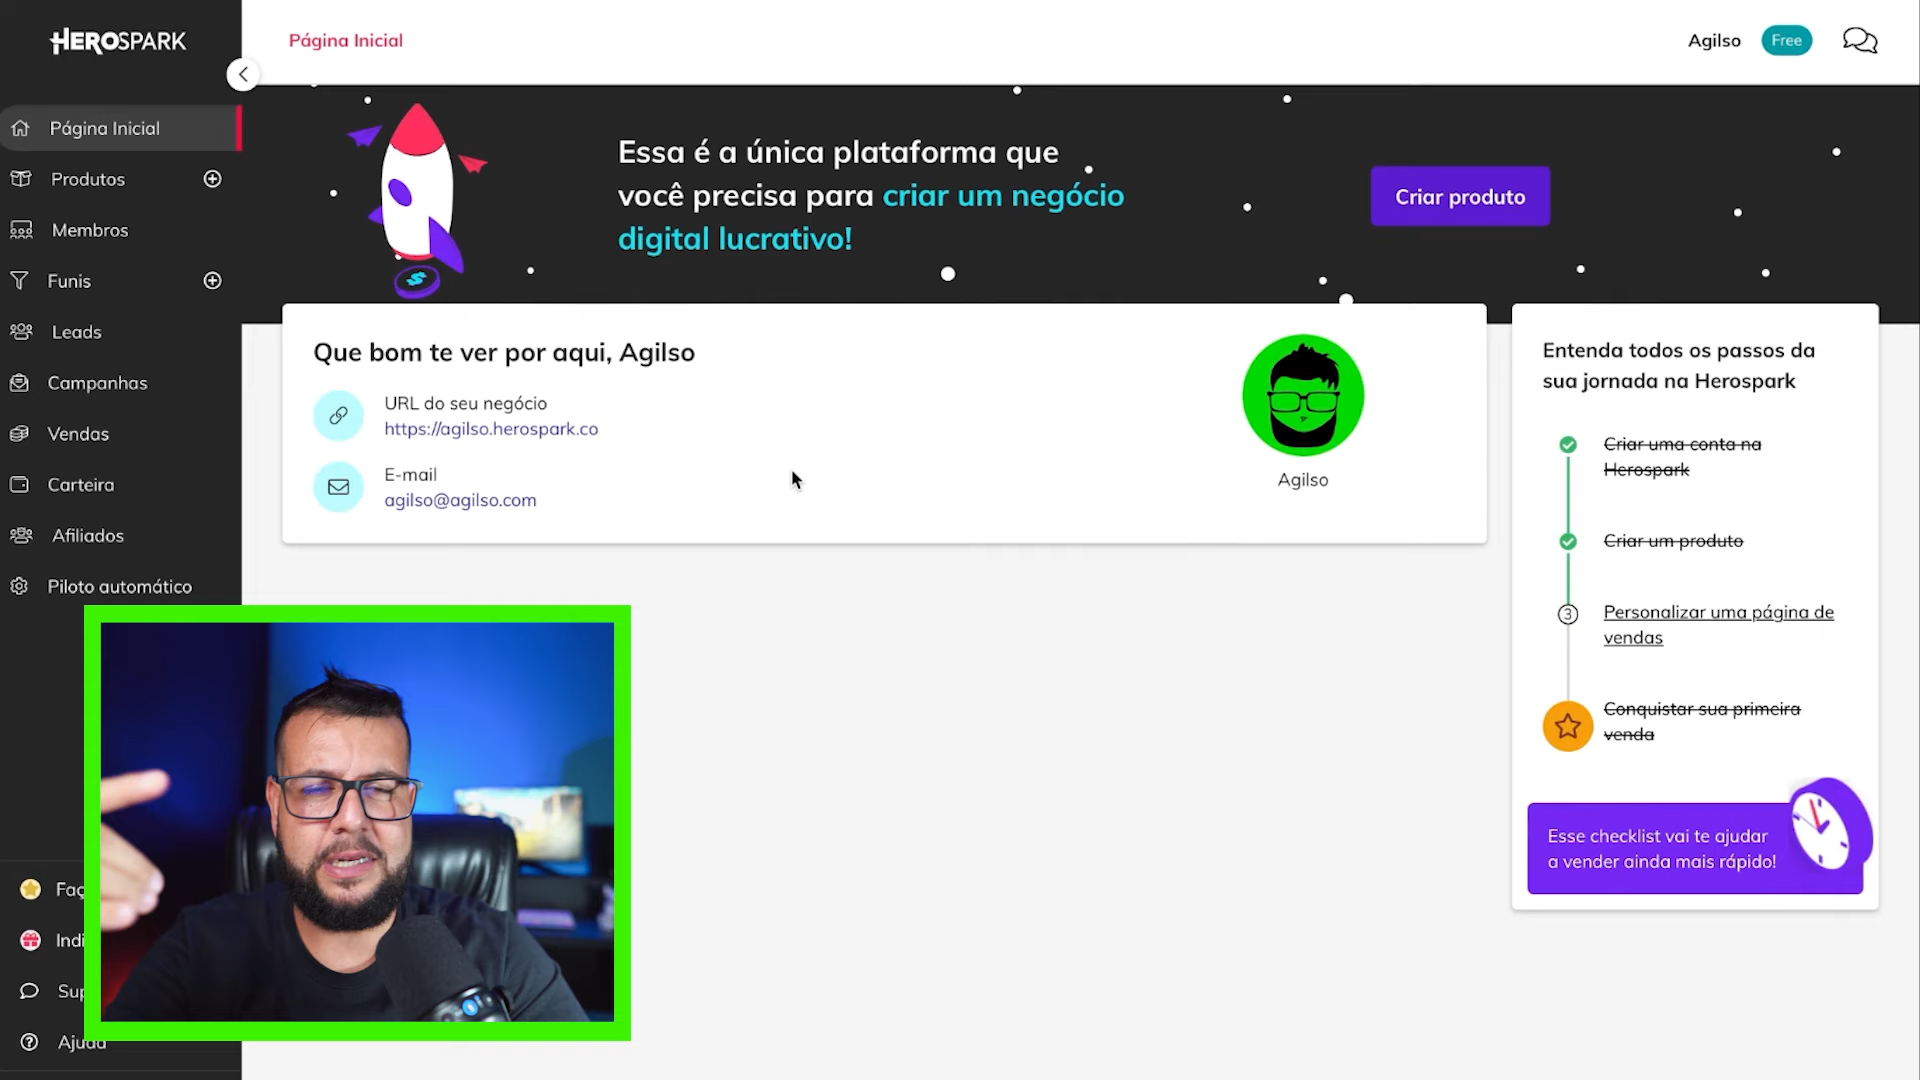 HEROSPARK
Página Inicial
Produtos
Membros
Funis
Leads
Campanhas
Vendas
Carteira
Afiliados
Piloto automático
Ajuda
Página Inicial
Agilso
Free
Essa é a única plataforma que
você precisa para criar um negócio
digital lucrativo!
Criar produto
Que bom te ver por aqui, Agilso
URL do seu negócio
https://agilso.herospark.co
E-mail
agilso@agilso.com
Agilso
Entenda todos os passos da
sua jornada na Herospark
Criar uma conta na
Herospark
Criar um produto
3
Personalizar uma página de
vendas
Conquistar sua primeira
venda
Esse checklist vai te ajudar
a vender ainda mais rápido!